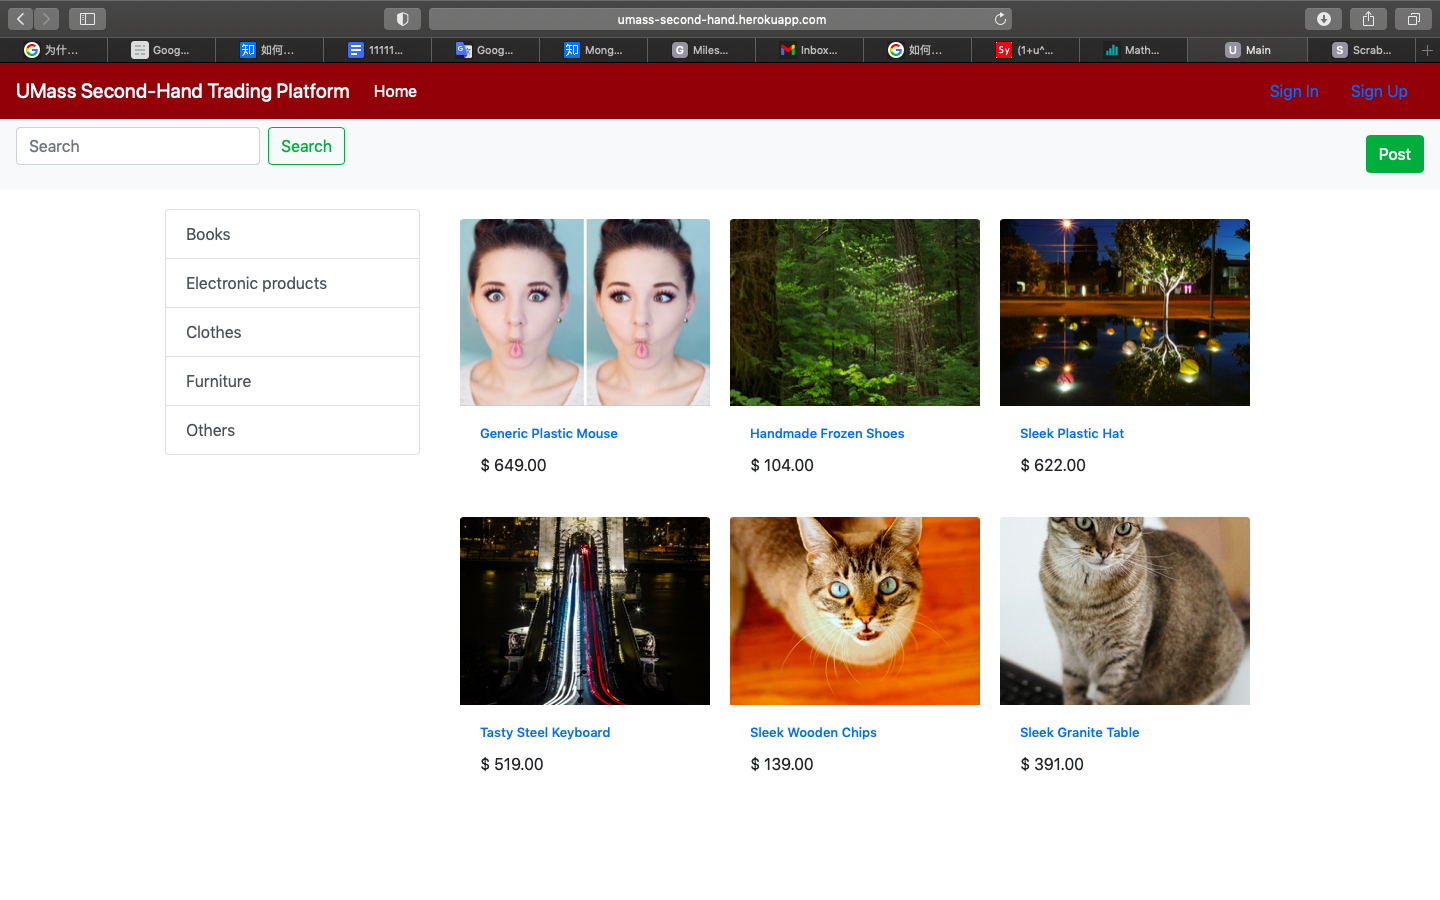 umass-second-hand.herokuapp.com
为什...
Goog...
知 如何...
11111...
Goog...
知 Mong...
G Miles...
Inbox...
如何...
Sy (1+u^...
Math...
U Main
S Scrab...
UMass Second-Hand Trading Platform Home Sign In Sign Up
Search Search Post
Books
Electronic products
Clothes
Furniture
Others
Generic Plastic Mouse
$ 649.00
Handmade Frozen Shoes
$ 104.00
Sleek Plastic Hat
$ 622.00
Tasty Steel Keyboard
$ 519.00
Sleek Wooden Chips
$ 139.00
Sleek Granite Table
$ 391.00